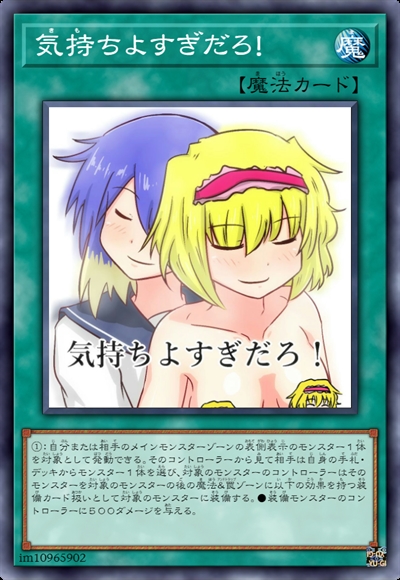 気持ちよすぎだろ!
魔
【魔法カード】
気持ちよすぎだろ!
①:自分または相手のメインモンスターゾーンの表側表示のモンスター1体
を対象として発動できる。そのコントローラーから見て相手は自身の手札・
デッキからモンスター1体を選び、対象のモンスターのコントローラーはその
モンスターを対象のモンスターの後の魔法&罠ゾーンに以下の効果を持つ装
備カード扱いとして対象のモンスターに装備する。●装備モンスターのコント
ローラーに500ダメージを与える。
im10965902